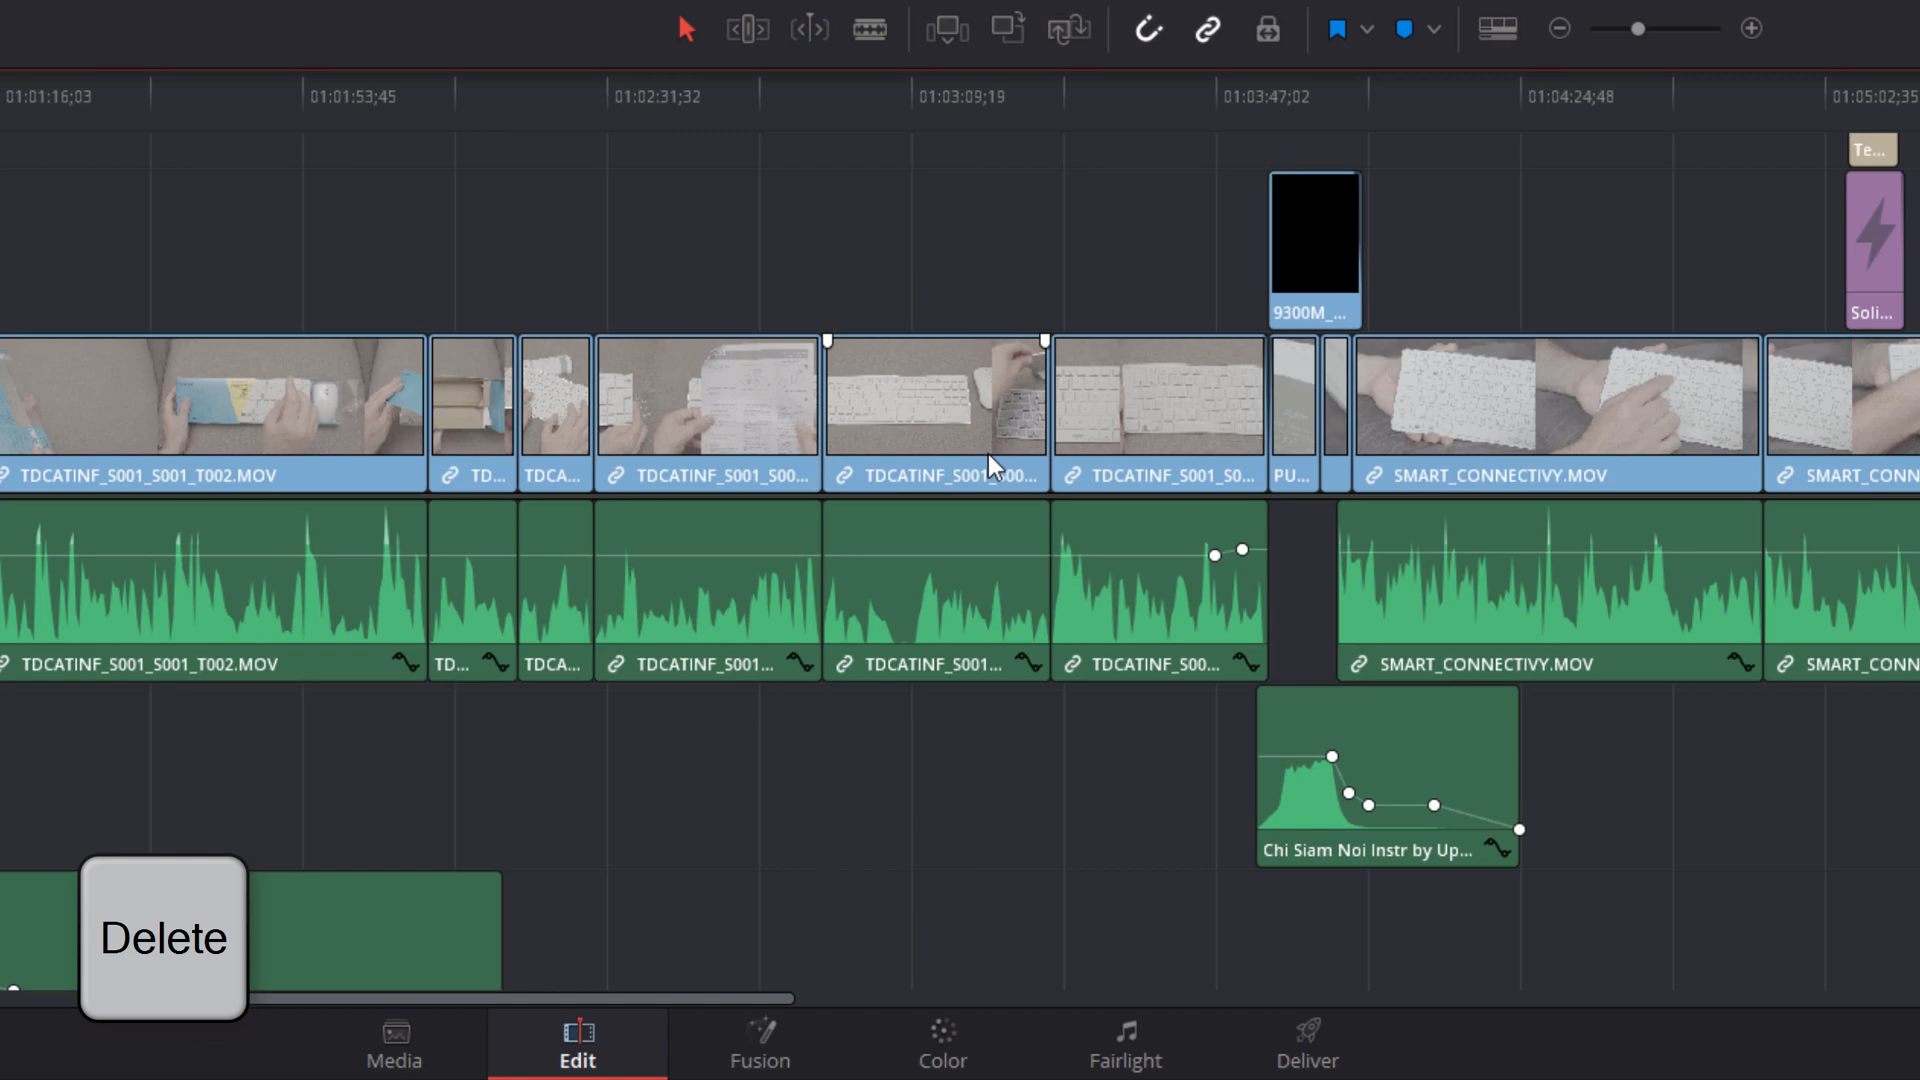 01:01:16;03
01:01:53;45
01:02:31;32
01:03:09;19
01:03:47;02
01:04:24;48
01:05:02;35
Te...
9300M_...
Soli...
TDCATINF_S001_S001_T002.MOV
TD...
TDCA...
TDCATINF_S001_S00...
TDCATINF_S001_S00...
TDCATINF_S001_S0...
PU...
SMART_CONNECTIVY.MOV
SMART_CONN
TDCATINF_S001_S001_T002.MOV
TD...
TDCA...
TDCATINF_S001...
TDCATINF_S001...
TDCATINF_S00...
SMART_CONNECTIVY.MOV
SMART_CONN
Chi Siam Noi Instr by Up...
Delete
Media
Edit
Fusion
Color
Fairlight
Deliver